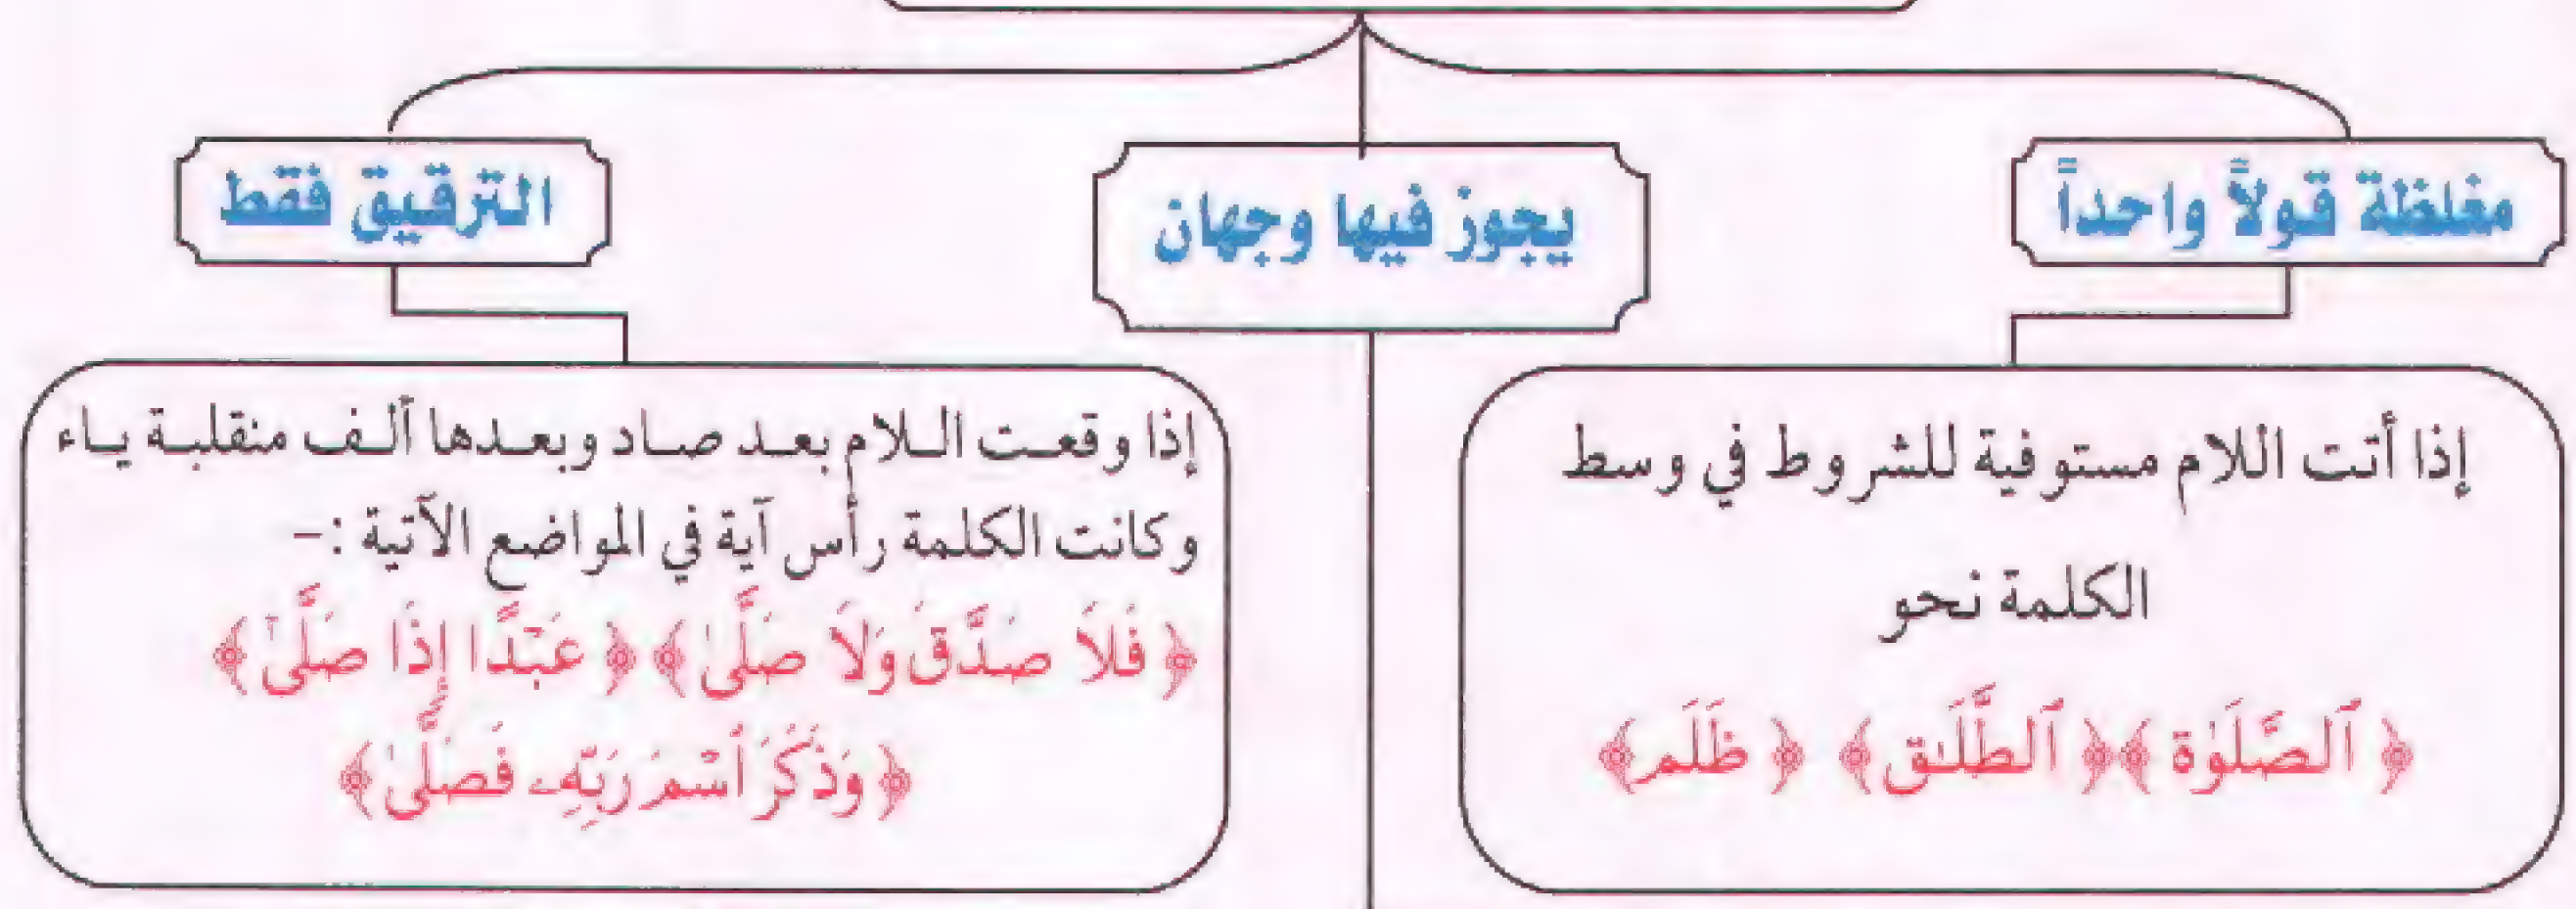 مغلظة قولاً واحداً
يجوز فيها وجهان
الترقيق فقط
إذا أتت اللام مستوفية للشروط في وسط
الكلمة نحو
﴿ ٱلصَّلَوٰة ﴾﴿ ٱلطَّلَٰق ﴾ ﴿ ظَلَم﴾
إذا وقعت اللام بعد صاد وبعدها ألف منقلبة ياء
وكانت الكلمة رأس آية في المواضع الآتية :-
﴿ فَلَا صَدَّقَ وَلَا صَلَّىٰ﴾﴿ عَبْدًا إِذَا صَلَّىٰٓ ﴾
﴿ وَذَكَرَ ٱسْمَ رَبِّهِۦ فَصَلَّىٰ﴾